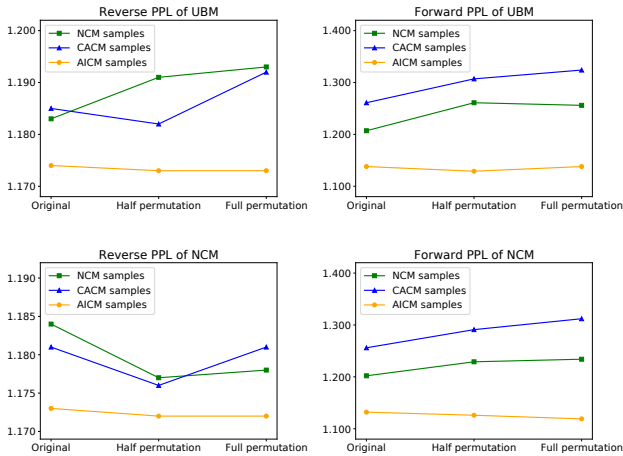 Reverse PPL of UBM
1.200
1.190
1.180
1.170
NCM samples
CACM samples
AICM samples
Original
Half permutation
Full permutation
Forward PPL of UBM
1.400
1.300
1.200
1.100
NCM samples
CACM samples
AICM samples
Original
Half permutation
Full permutation
Reverse PPL of NCM
1.190
1.180
1.175
1.170
NCM samples
CACM samples
AICM samples
Original
Half permutation
Full permutation
Forward PPL of NCM
1.400
1.300
1.200
1.100
NCM samples
CACM samples
AICM samples
Original
Half permutation
Full permutation